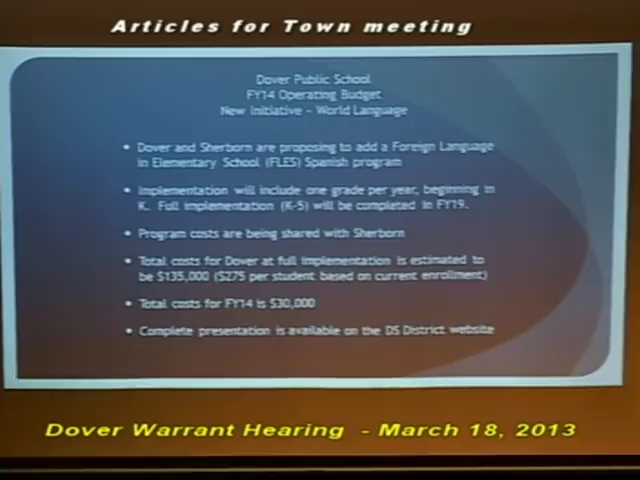 Articles for Town meeting
Dover Public School
FY14 Operating Budget
New Initiative - World Language
• Dover and Sherborn are proposing to add a Foreign Language
in Elementary School (FLES) Spanish program
• Implementation will include one grade per year, beginning in
K. Full implementation (K-5) will be completed in FY19.
• Program costs are being shared with Sherborn
• Total costs for Dover at full implementation is estimated to
be $135,000 ($275 per student based on current enrollment)
• Total costs for FY14 is $30,000
• Complete presentation is available on the DS District website
Dover Warrant Hearing - March 18, 2013